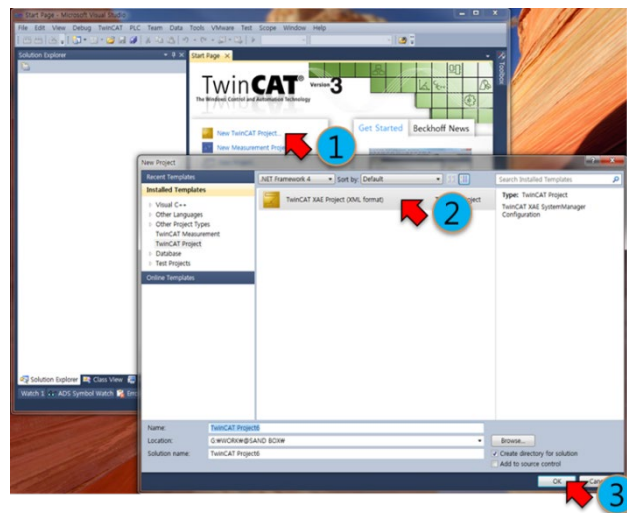 Start Page - Microsoft Visual Studio
File Edit View Debug TwinCAT PLC Team Data Tools VMware Test Scope Window Help
Solution Explorer
Start Page
Toolbox
TwinCAT® Version 3
The Windows Control and Automation Technology
New TwinCAT Project...
New Measurement Proje
Get Started Beckhoff News
1
New Project
Recent Templates
Installed Templates
Visual C++
Other Languages
Other Project Types
TwinCAT Measurement
TwinCAT Project
Database
Test Projects
Online Templates
.NET Framework 4 Sort by: Default
TwinCAT XAE Project (XML format)
Project
2
Search Installed Templates
Type: TwinCAT Project
TwinCAT XAE SystemManager
Configuration
Solution Explorer Class View
Watch 1 ADS Symbol Watch
Name: TwinCAT Project6
Location: G:₩WORK₩@SAND BOX₩
Browse...
Solution name: TwinCAT Project6
Create directory for solution
Add to source control
OK
3